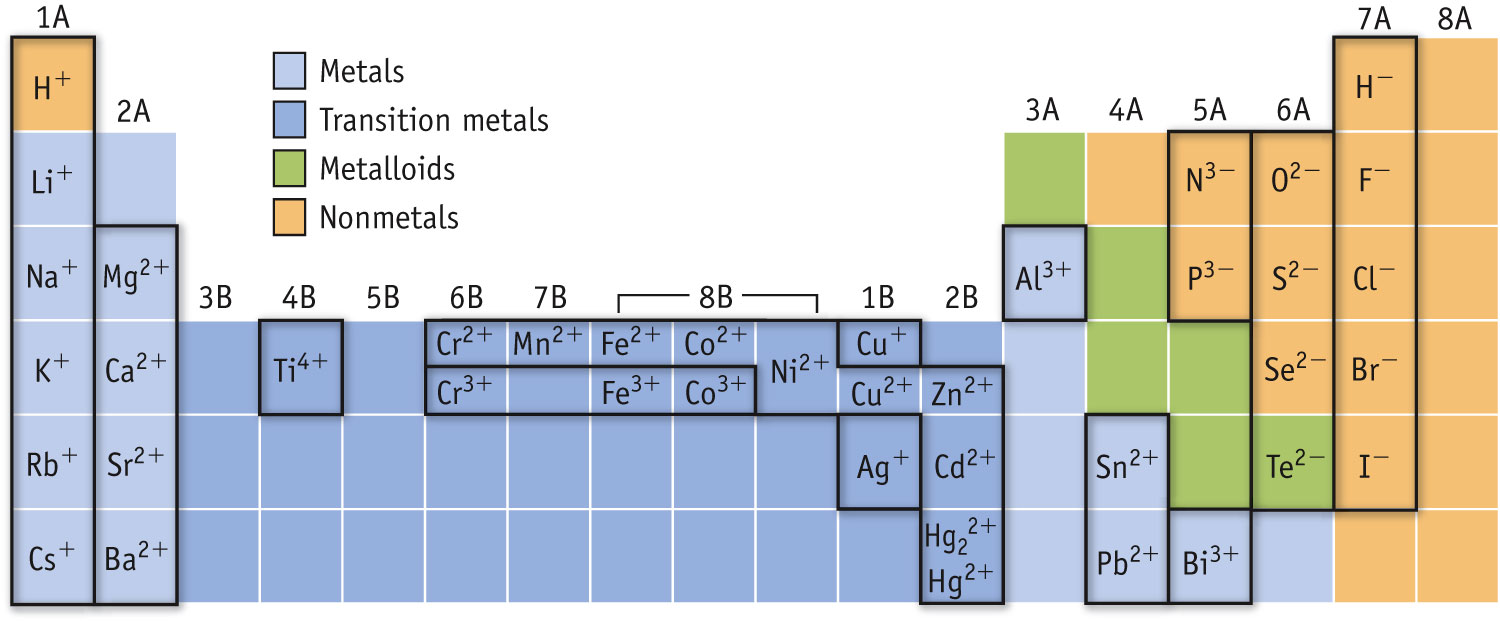 1A 7A 8A
H⁺ Metals H⁻
2A Transition metals 3A 4A 5A 6A
Li⁺ Metalloids N³⁻ O²⁻ F⁻
Nonmetals
Na⁺ Mg²⁺ 3B 4B 5B 6B 7B 8B 1B 2B Al³⁺ P³⁻ S²⁻ Cl⁻
Cr²⁺ Mn²⁺ Fe²⁺ Co²⁺ Cu⁺
K⁺ Ca²⁺ Ti⁴⁺ Ni²⁺ Se²⁻ Br⁻
Cr³⁺ Fe³⁺ Co³⁺ Cu²⁺ Zn²⁺
Rb⁺ Sr²⁺ Ag⁺ Cd²⁺ Sn²⁺ Te²⁻ I⁻
Hg₂²⁺
Cs⁺ Ba²⁺ Pb²⁺ Bi³⁺
Hg²⁺